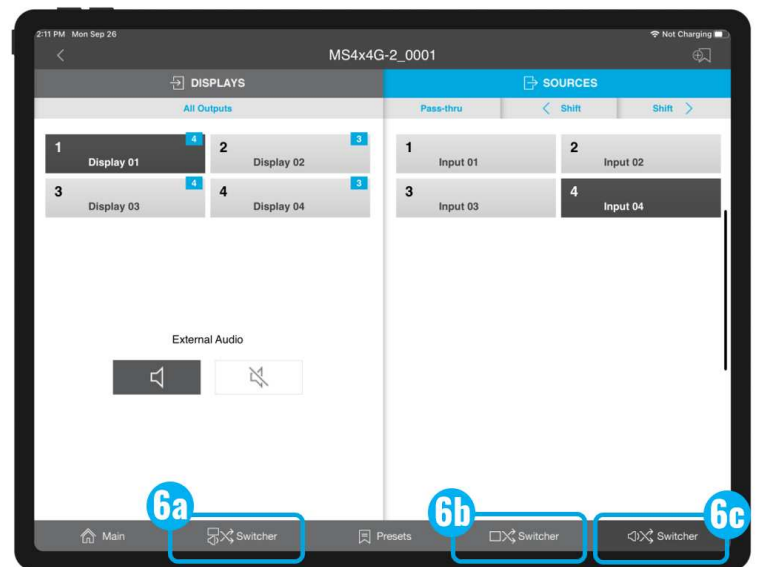 2:11 PM Mon Sep 26
Not Charging
MS4x4G-2_0001
DISPLAYS
SOURCES
All Outputs
Pass-thru
Shift
Shift
1
4
Display 01
2
3
Display 02
3
4
Display 03
4
3
Display 04
1
Input 01
2
Input 02
3
Input 03
4
Input 04
External Audio
6a
6b
6c
Main
Switcher
Presets
Switcher
Switcher